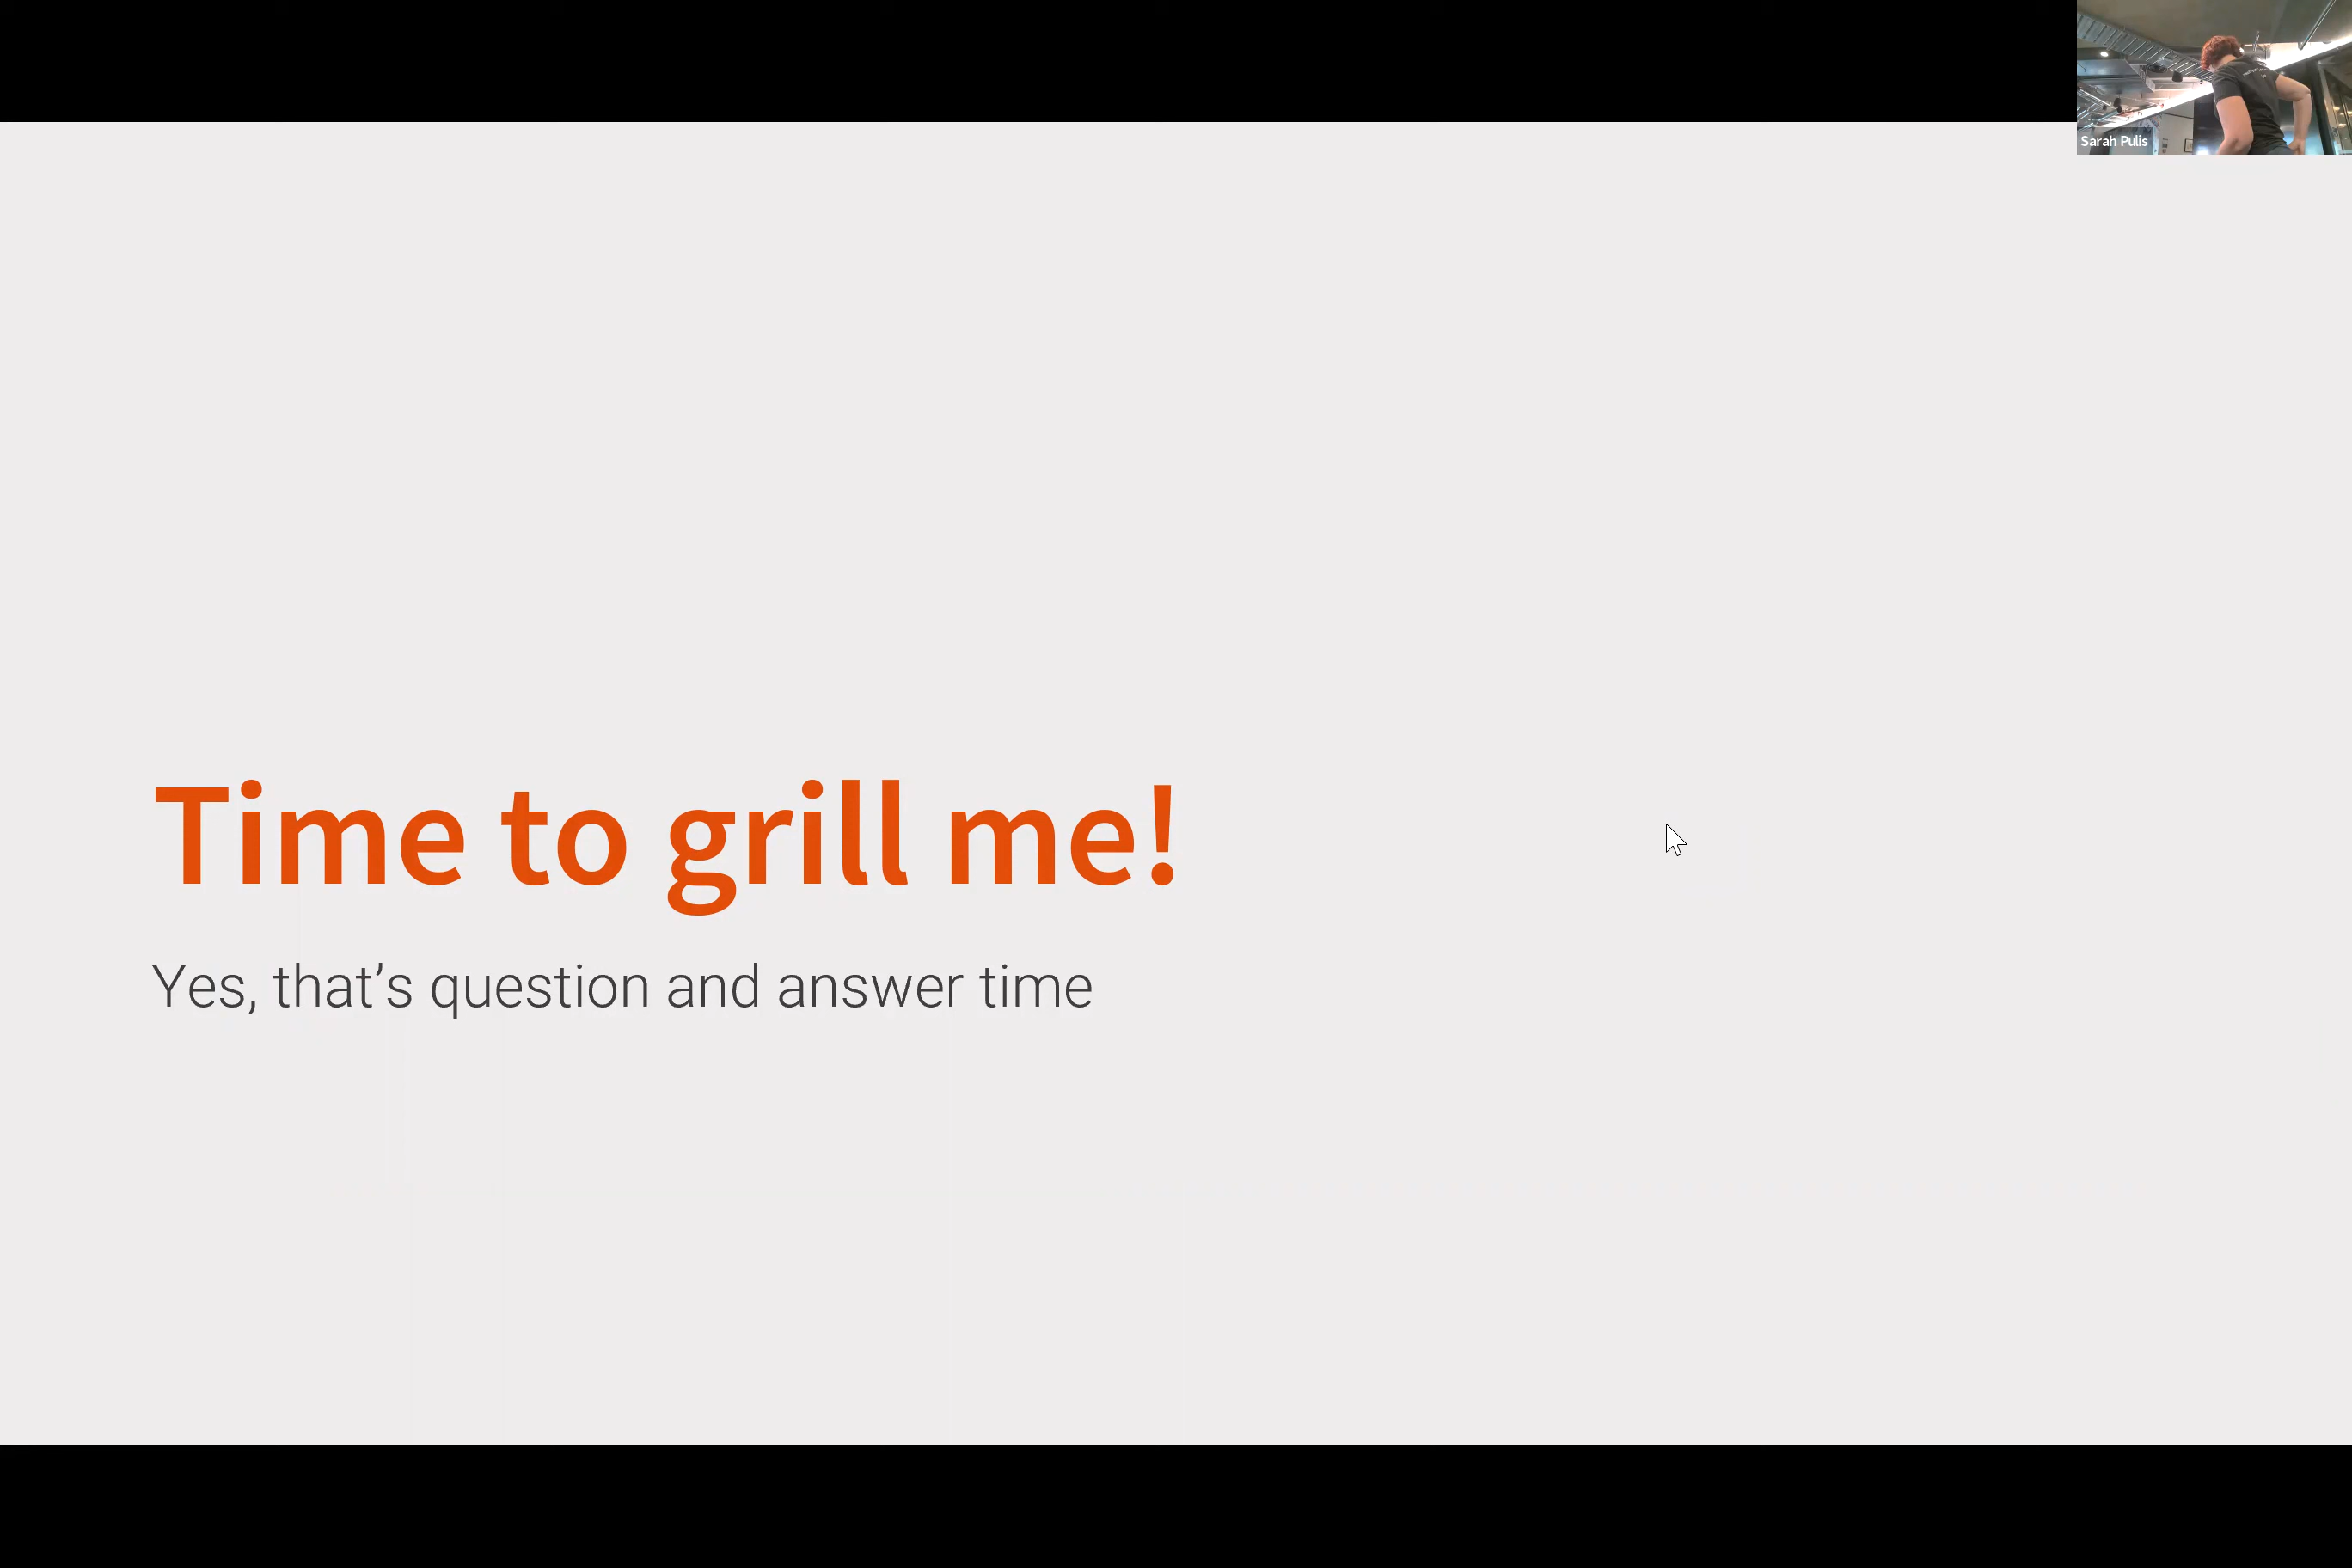 Sarah Pulis
Time to grill me!
Yes, that’s question and answer time